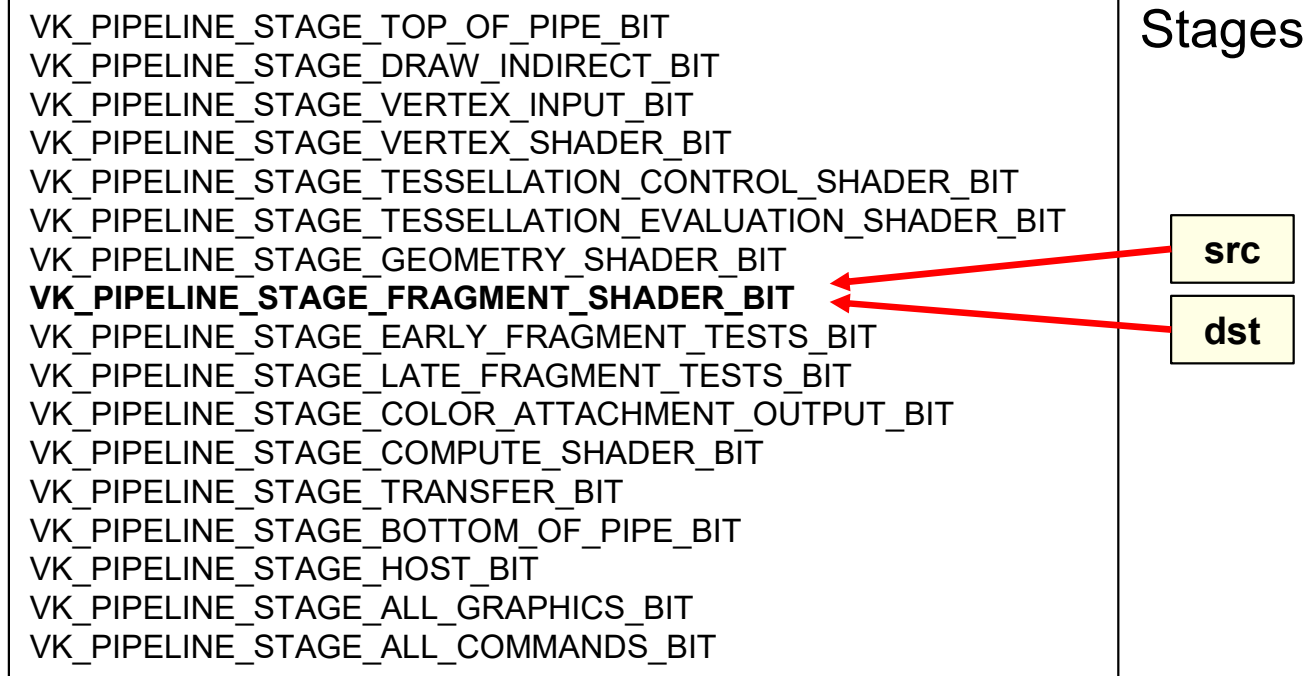 VK_PIPELINE_STAGE_TOP_OF_PIPE_BIT
VK_PIPELINE_STAGE_DRAW_INDIRECT_BIT
VK_PIPELINE_STAGE_VERTEX_INPUT_BIT
VK_PIPELINE_STAGE_VERTEX_SHADER_BIT
VK_PIPELINE_STAGE_TESSELLATION_CONTROL_SHADER_BIT
VK_PIPELINE_STAGE_TESSELLATION_EVALUATION_SHADER_BIT
VK_PIPELINE_STAGE_GEOMETRY_SHADER_BIT
VK_PIPELINE_STAGE_FRAGMENT_SHADER_BIT
VK_PIPELINE_STAGE_EARLY_FRAGMENT_TESTS_BIT
VK_PIPELINE_STAGE_LATE_FRAGMENT_TESTS_BIT
VK_PIPELINE_STAGE_COLOR_ATTACHMENT_OUTPUT_BIT
VK_PIPELINE_STAGE_COMPUTE_SHADER_BIT
VK_PIPELINE_STAGE_TRANSFER_BIT
VK_PIPELINE_STAGE_BOTTOM_OF_PIPE_BIT
VK_PIPELINE_STAGE_HOST_BIT
VK_PIPELINE_STAGE_ALL_GRAPHICS_BIT
VK_PIPELINE_STAGE_ALL_COMMANDS_BIT
Stages
src
dst